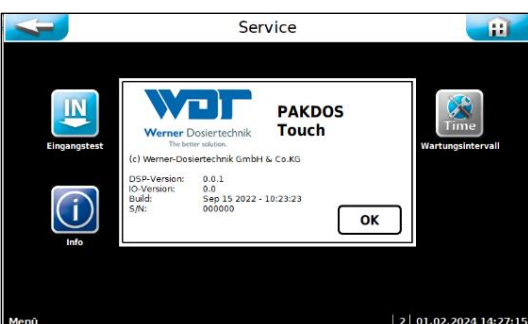 Service
IN
Eingangstest
WDT
Werner Dosiertechnik
The better solution.
PAKDOS
Touch
(c) Werner-Dosiertechnik GmbH & Co.KG
DSP-Version: 0.0.1
IO-Version: 0.0
Build: Sep 15 2022 - 10:23:23
S/N: 000000
OK
Time
Wartungsintervall
i
Info
Menü
2 01.02.2024 14:27:15